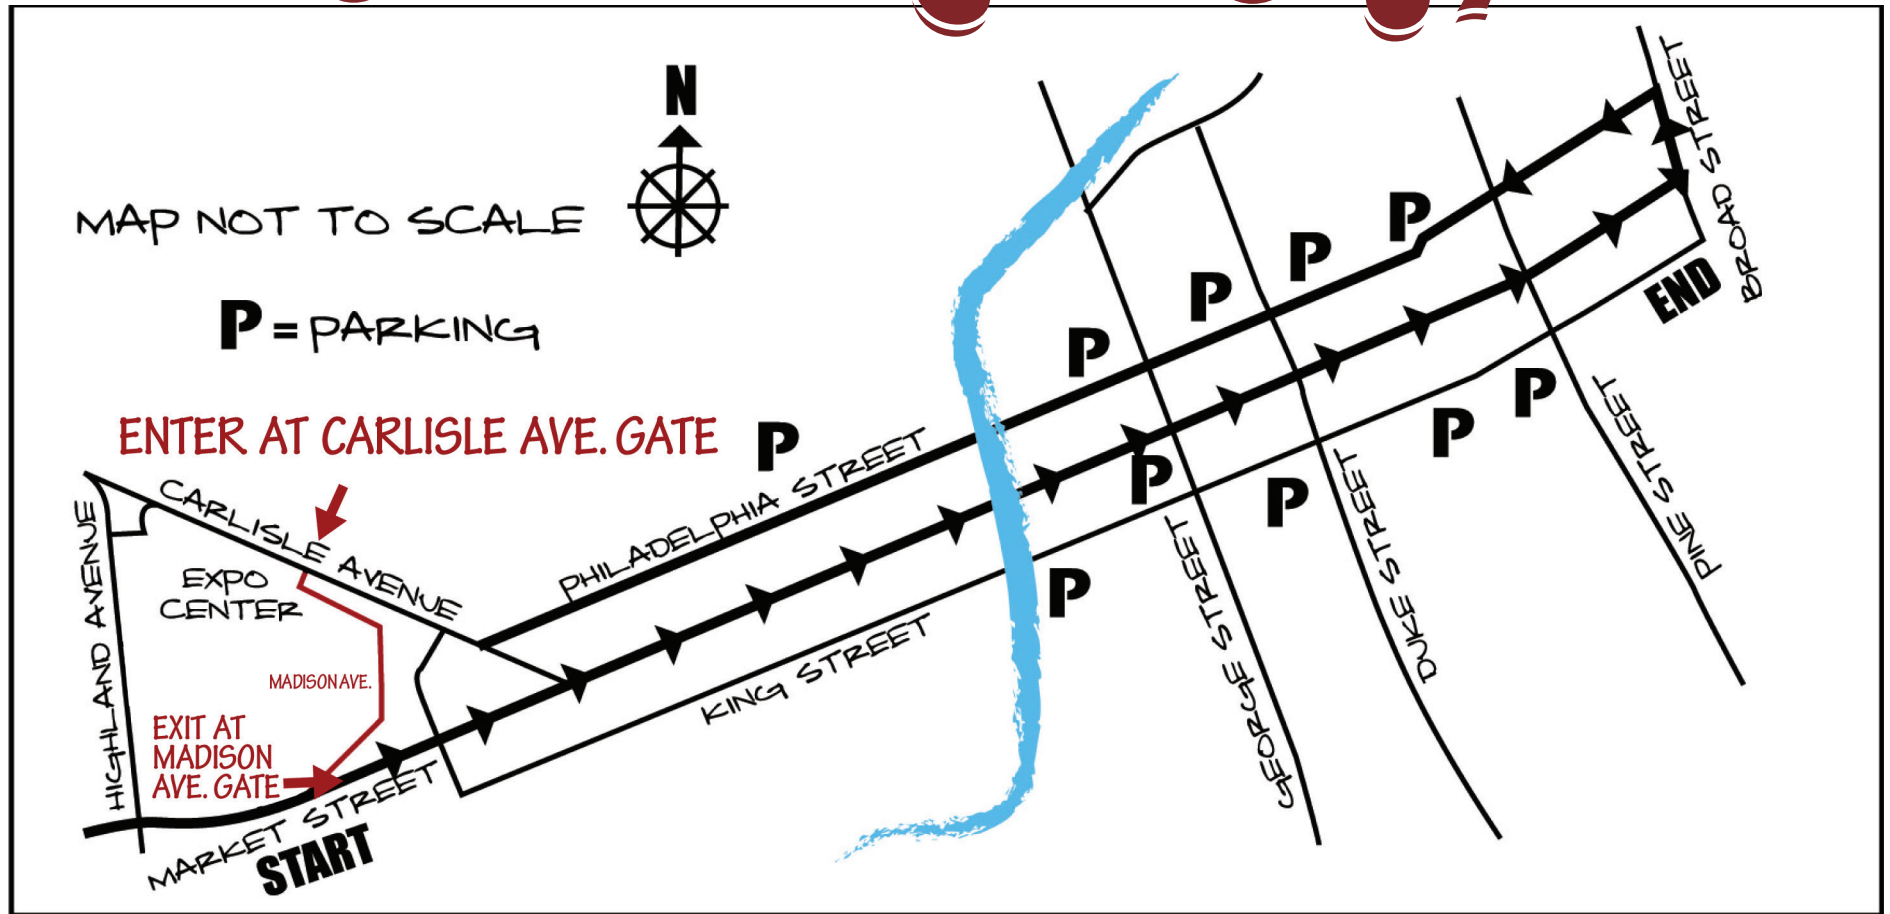 N
MAP NOT TO SCALE
P = PARKING
ENTER AT CARLISLE AVE. GATE
BROAD STREET
P
P
P
P
P
PHILADELPHIA STREET
CARLISLE AVENUE
HIGHLAND AVENUE
EXPO
CENTER
MADISON AVE.
EXIT AT
MADISON
AVE. GATE
MARKET STREET
START
KING STREET
P
P
P
P
P
END
GEORGE STREET
DUKE STREET
PINE STREET